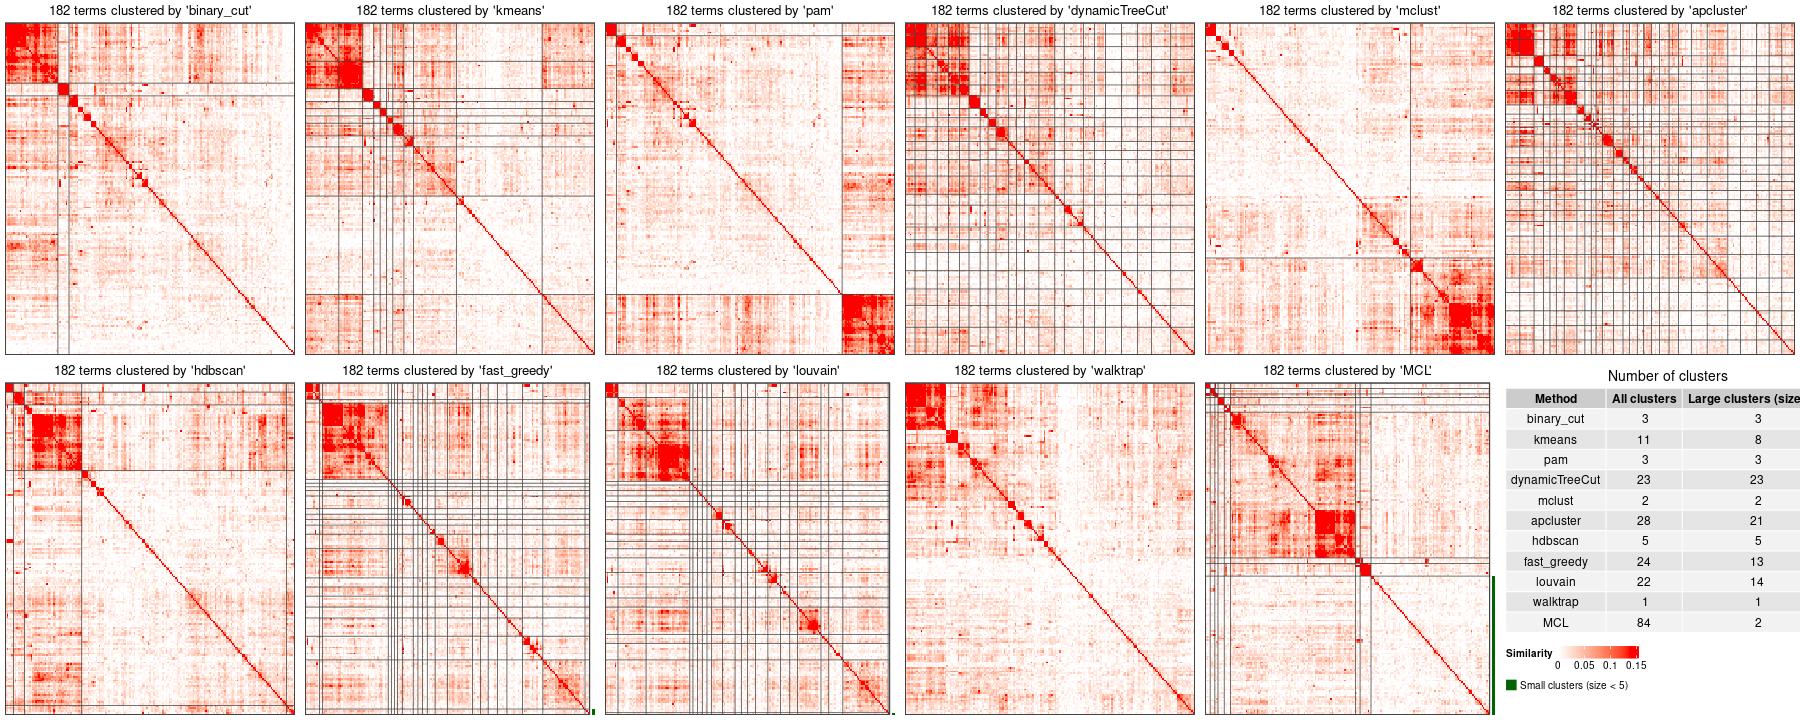 182 terms clustered by 'binary_cut'
182 terms clustered by 'kmeans'
182 terms clustered by 'pam'
182 terms clustered by 'dynamicTreeCut'
182 terms clustered by 'mclust'
182 terms clustered by 'apcluster'
182 terms clustered by 'hdbscan'
182 terms clustered by 'fast_greedy'
182 terms clustered by 'louvain'
182 terms clustered by 'walktrap'
182 terms clustered by 'MCL'
Number of clusters
Method All clusters Large clusters (size
binary_cut 3 3
kmeans 11 8
pam 3 3
dynamicTreeCut 23 23
mclust 2 2
apcluster 28 21
hdbscan 5 5
fast_greedy 24 13
louvain 22 14
walktrap 1 1
MCL 84 2
Similarity
0 0.05 0.1 0.15
Small clusters (size < 5)